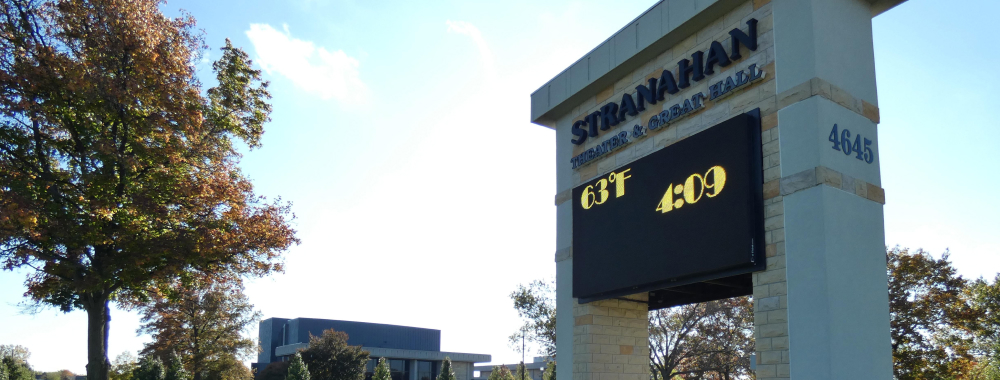 STRANAHAN
THEATER & GREAT HALL
4645
63°F
4:09